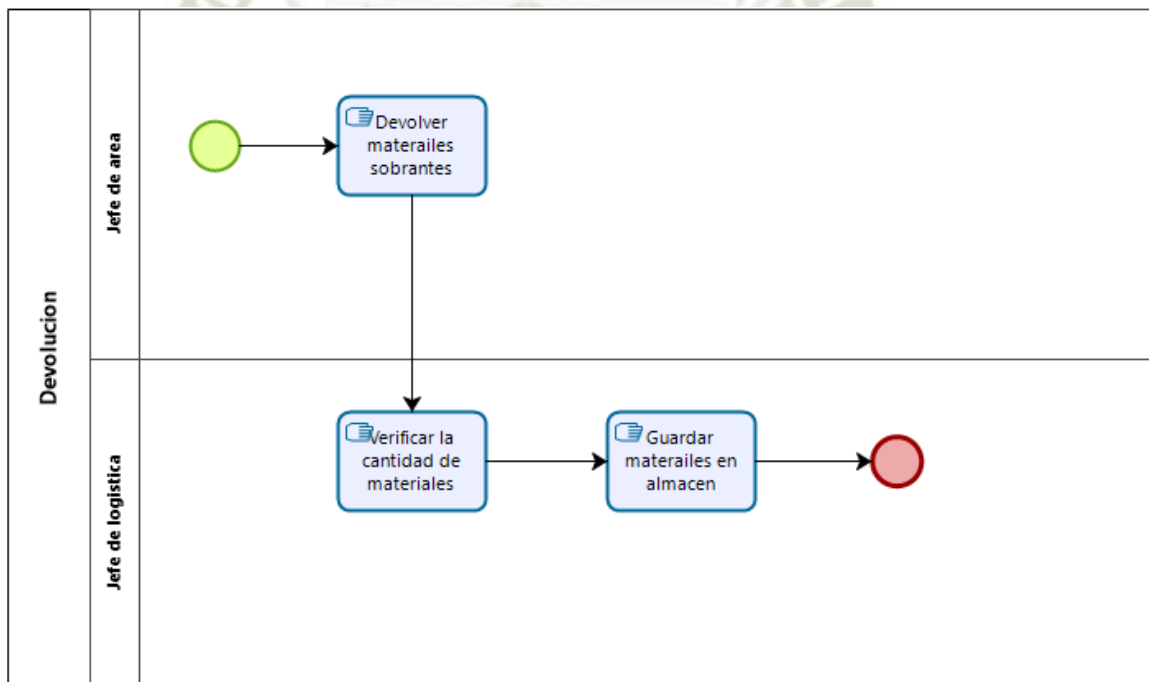 Devolucion
Jefe de area
Devolver
materailes
sobrantes
Jefe de logistica
Verificar la
cantidad de
materiales
Guardar
materailes en
almacen